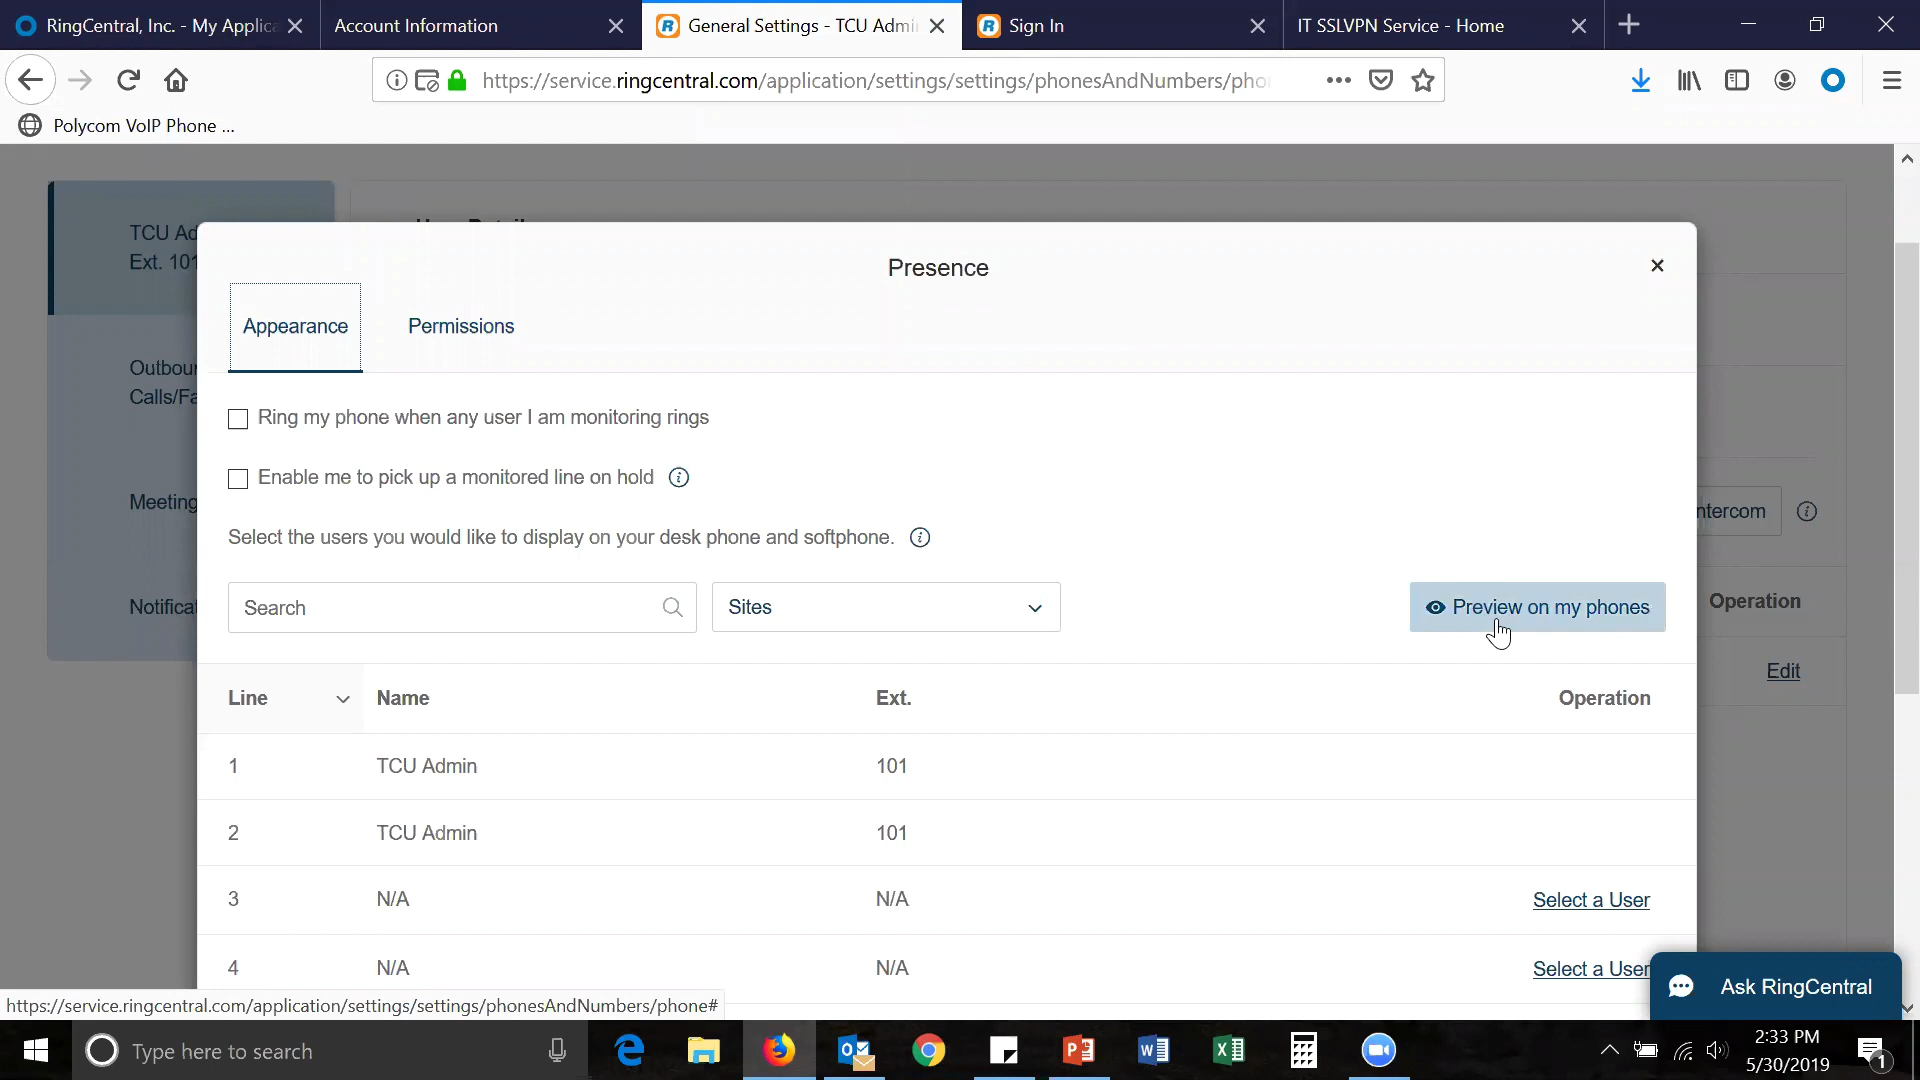 RingCentral, Inc. - My Applica
Account Information
General Settings - TCU Admi
Sign In
IT SSLVPN Service - Home
https://service.ringcentral.com/application/settings/settings/phonesAndNumbers/pho
Polycom VoIP Phone ...
TCU Ad
Ext. 101
Presence
Appearance
Permissions
Outbou
Calls/Fa
Ring my phone when any user I am monitoring rings
Enable me to pick up a monitored line on hold
Meeting
ntercom
Select the users you would like to display on your desk phone and softphone.
Notificat
Search
Sites
Preview on my phones
Operation
Edit
Line
Name
Ext.
Operation
1
TCU Admin
101
2
TCU Admin
101
3
N/A
N/A
Select a User
4
N/A
N/A
Select a User
Ask RingCentral
https://service.ringcentral.com/application/settings/settings/phonesAndNumbers/phone#
Type here to search
2:33 PM
5/30/2019
1